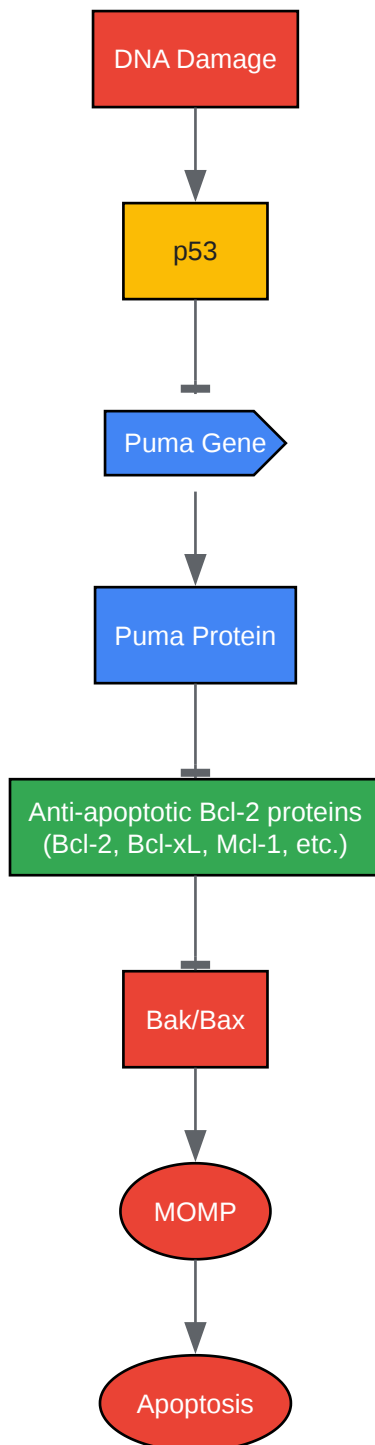 DNA Damage
p53
Puma Gene
Puma Protein
Anti-apoptotic Bcl-2 proteins
(Bcl-2, Bcl-xL, Mcl-1, etc.)
Bak/Bax
MOMP
Apoptosis